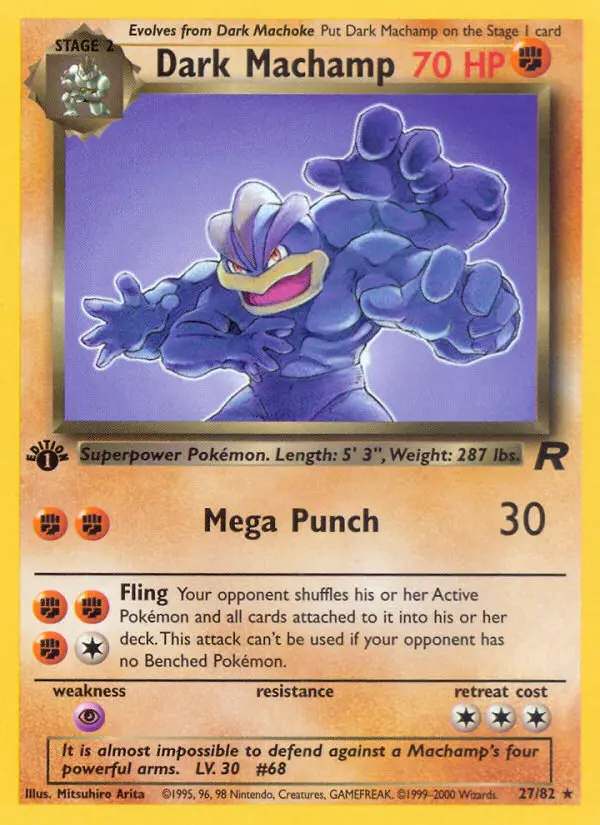 Evolves from Dark Machoke Put Dark Machamp on the Stage 1 card
STAGE 2
Dark Machamp 70 HP
EDITION
1
Superpower Pokémon. Length: 5' 3", Weight: 287 lbs.
R
Mega Punch 30
Fling Your opponent shuffles his or her Active
Pokémon and all cards attached to it into his or her
deck. This attack can't be used if your opponent has
no Benched Pokémon.
weakness resistance retreat cost
It is almost impossible to defend against a Machamp's four
powerful arms. LV. 30 #68
Illus. Mitsuhiro Arita ©1995, 96, 98 Nintendo, Creatures, GAMEFREAK. ©1999–2000 Wizards. 27/82 ★